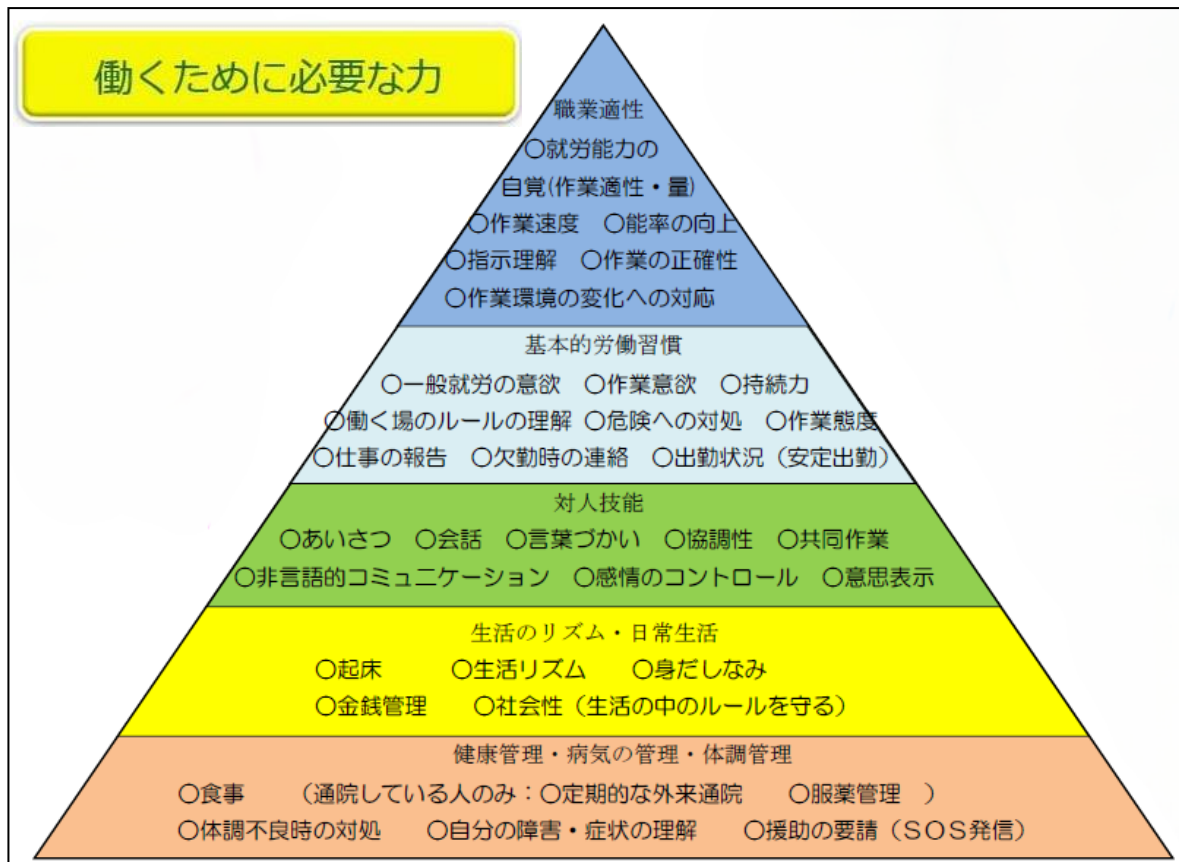 働くために必要な力
職業適性
○就労能力の
自覚(作業適性・量)
○作業速度　○能率の向上
○指示理解　○作業の正確性
○作業環境の変化への対応
基本的労働習慣
○一般就労の意欲　○作業意欲　○持続力
○働く場のルールの理解 ○危険への対処　○作業態度
○仕事の報告　○欠勤時の連絡　○出勤状況（安定出勤）
対人技能
○あいさつ　○会話　○言葉づかい　○協調性　○共同作業
○非言語的コミュニケーション　○感情のコントロール　○意思表示
生活のリズム・日常生活
○起床　　　○生活リズム　　○身だしなみ
○金銭管理　　○社会性（生活の中のルールを守る）
健康管理・病気の管理・体調管理
○食事　　（通院している人のみ：○定期的な外来通院　　○服薬管理　）
○体調不良時の対処　　○自分の障害・症状の理解　　○援助の要請（ＳＯＳ発信）